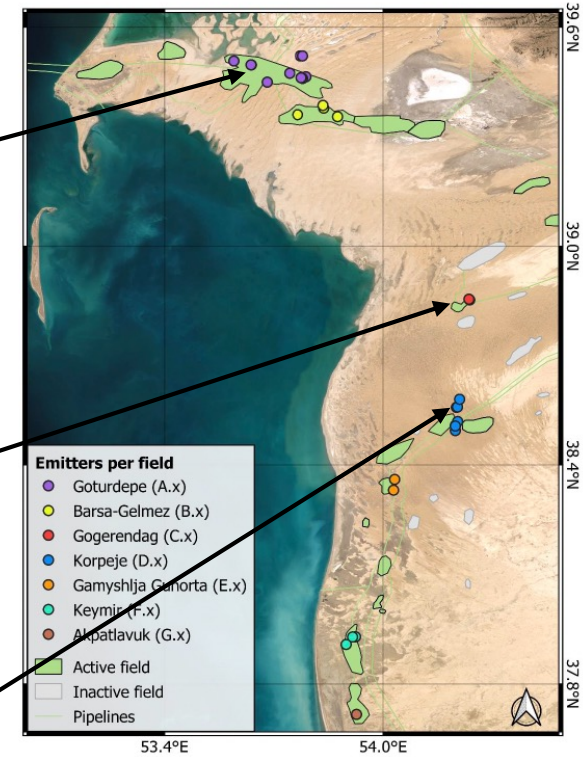 39.6°N
39.0°N
38.4°N
37.8°N
Emitters per field
Goturdepe (A.x)
Barsa-Gelmez (B.x)
Gogerendag (C.x)
Korpeje (D.x)
Gamyshlja Gunorta (E.x)
Keymir (F.x)
Akpatlavuk (G.x)
Active field
Inactive field
Pipelines
53.4°E
54.0°E